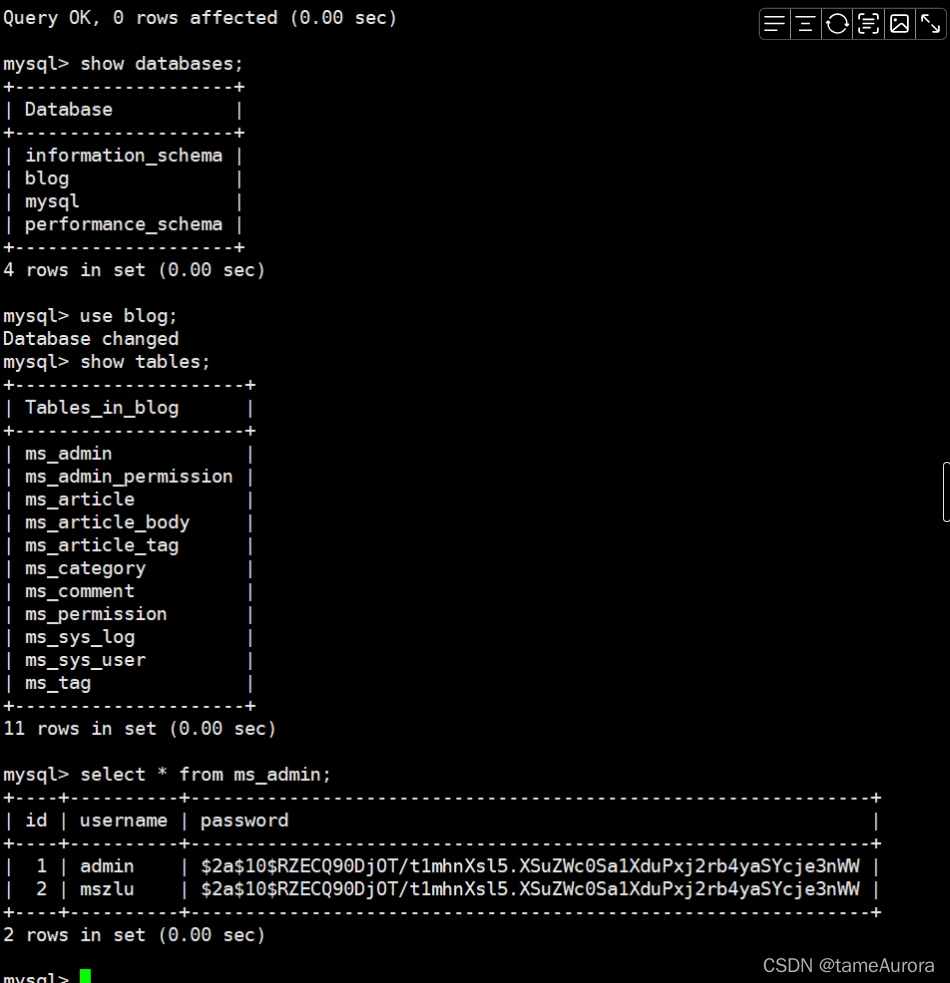 Query OK, 0 rows affected (0.00 sec)
mysql> show databases;
+--------------------+
| Database           |
+--------------------+
| information_schema |
| blog               |
| mysql              |
| performance_schema |
+--------------------+
4 rows in set (0.00 sec)
mysql> use blog;
Database changed
mysql> show tables;
+---------------------+
| Tables_in_blog      |
+---------------------+
| ms_admin            |
| ms_admin_permission |
| ms_article          |
| ms_article_body     |
| ms_article_tag      |
| ms_category         |
| ms_comment          |
| ms_permission       |
| ms_sys_log          |
| ms_sys_user         |
| ms_tag              |
+---------------------+
11 rows in set (0.00 sec)
mysql> select * from ms_admin;
+----+----------+--------------------------------------------------------------+
| id | username | password                                                     |
+----+----------+--------------------------------------------------------------+
|  1 | admin    | $2a$10$RZECQ90DjOT/t1mhnXsl5.XSuZWc0Sa1XduPxj2rb4yaSYcje3nWW |
|  2 | mszlu    | $2a$10$RZECQ90DjOT/t1mhnXsl5.XSuZWc0Sa1XduPxj2rb4yaSYcje3nWW |
+----+----------+--------------------------------------------------------------+
2 rows in set (0.00 sec)
mysql>
CSDN @tameAurora